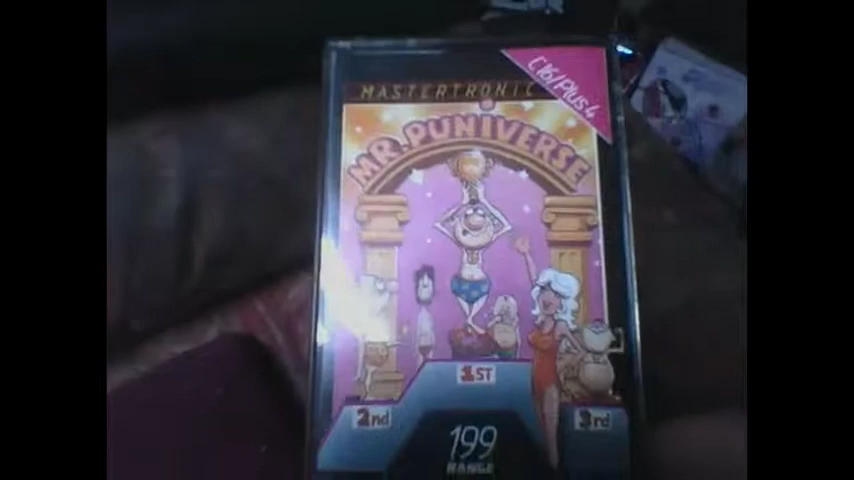 C16/Plus4
MASTERTRONIC
MR. PUNiVERSE
1ST
2nd
3rd
199
RANGE